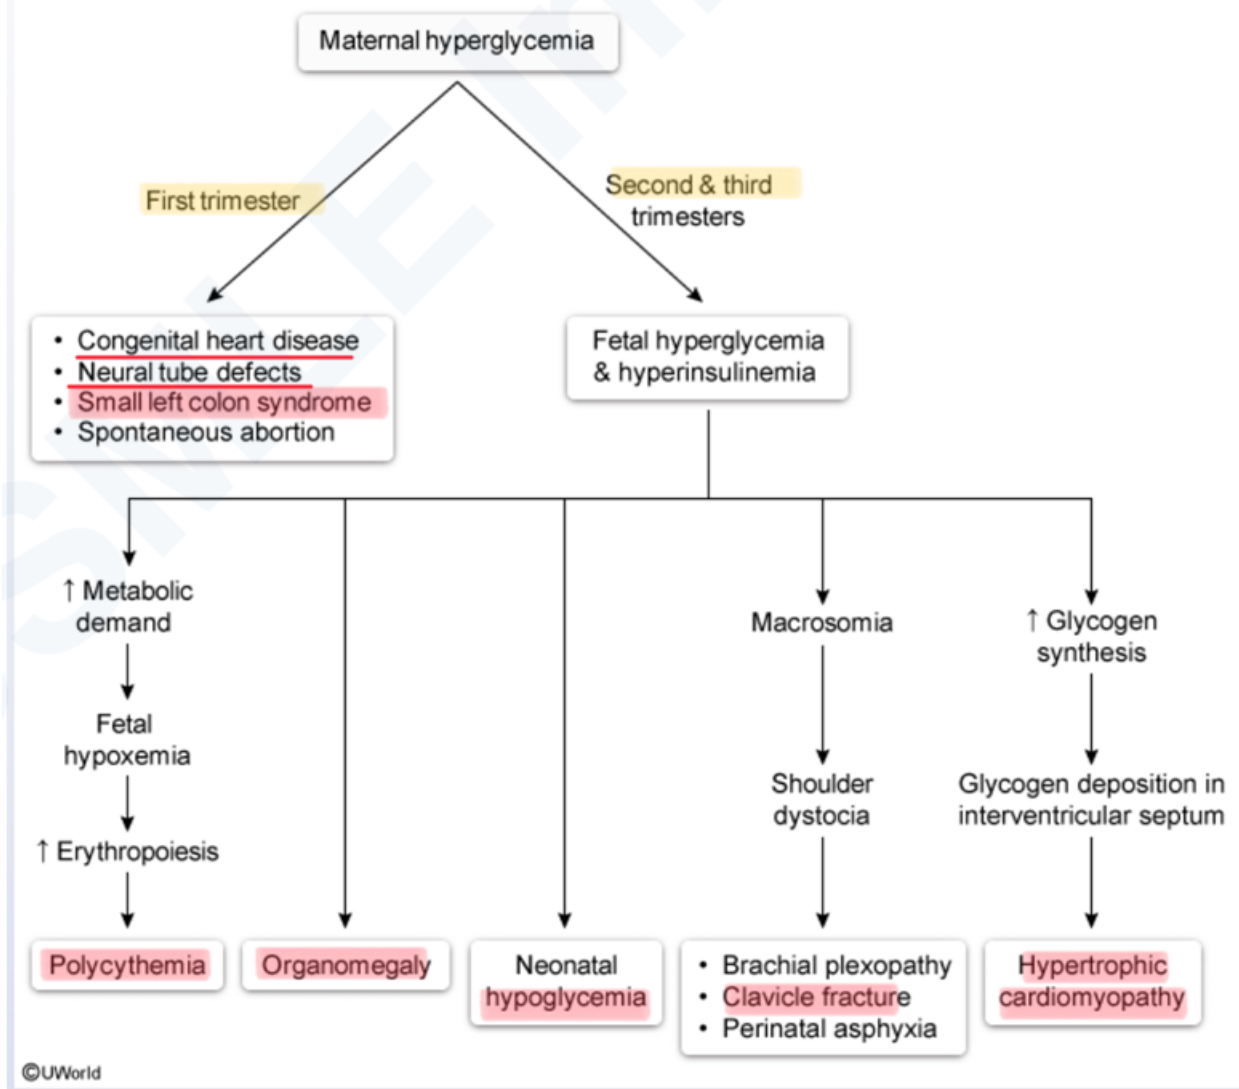 Maternal hyperglycemia
First trimester
Second & third
trimesters
• Congenital heart disease
• Neural tube defects
• Small left colon syndrome
• Spontaneous abortion
Fetal hyperglycemia
& hyperinsulinemia
↑ Metabolic
demand
Fetal
hypoxemia
↑ Erythropoiesis
Polycythemia
Organomegaly
Neonatal
hypoglycemia
Macrosomia
Shoulder
dystocia
• Brachial plexopathy
• Clavicle fracture
• Perinatal asphyxia
↑ Glycogen
synthesis
Glycogen deposition in
interventricular septum
Hypertrophic
cardiomyopathy
©UWorld